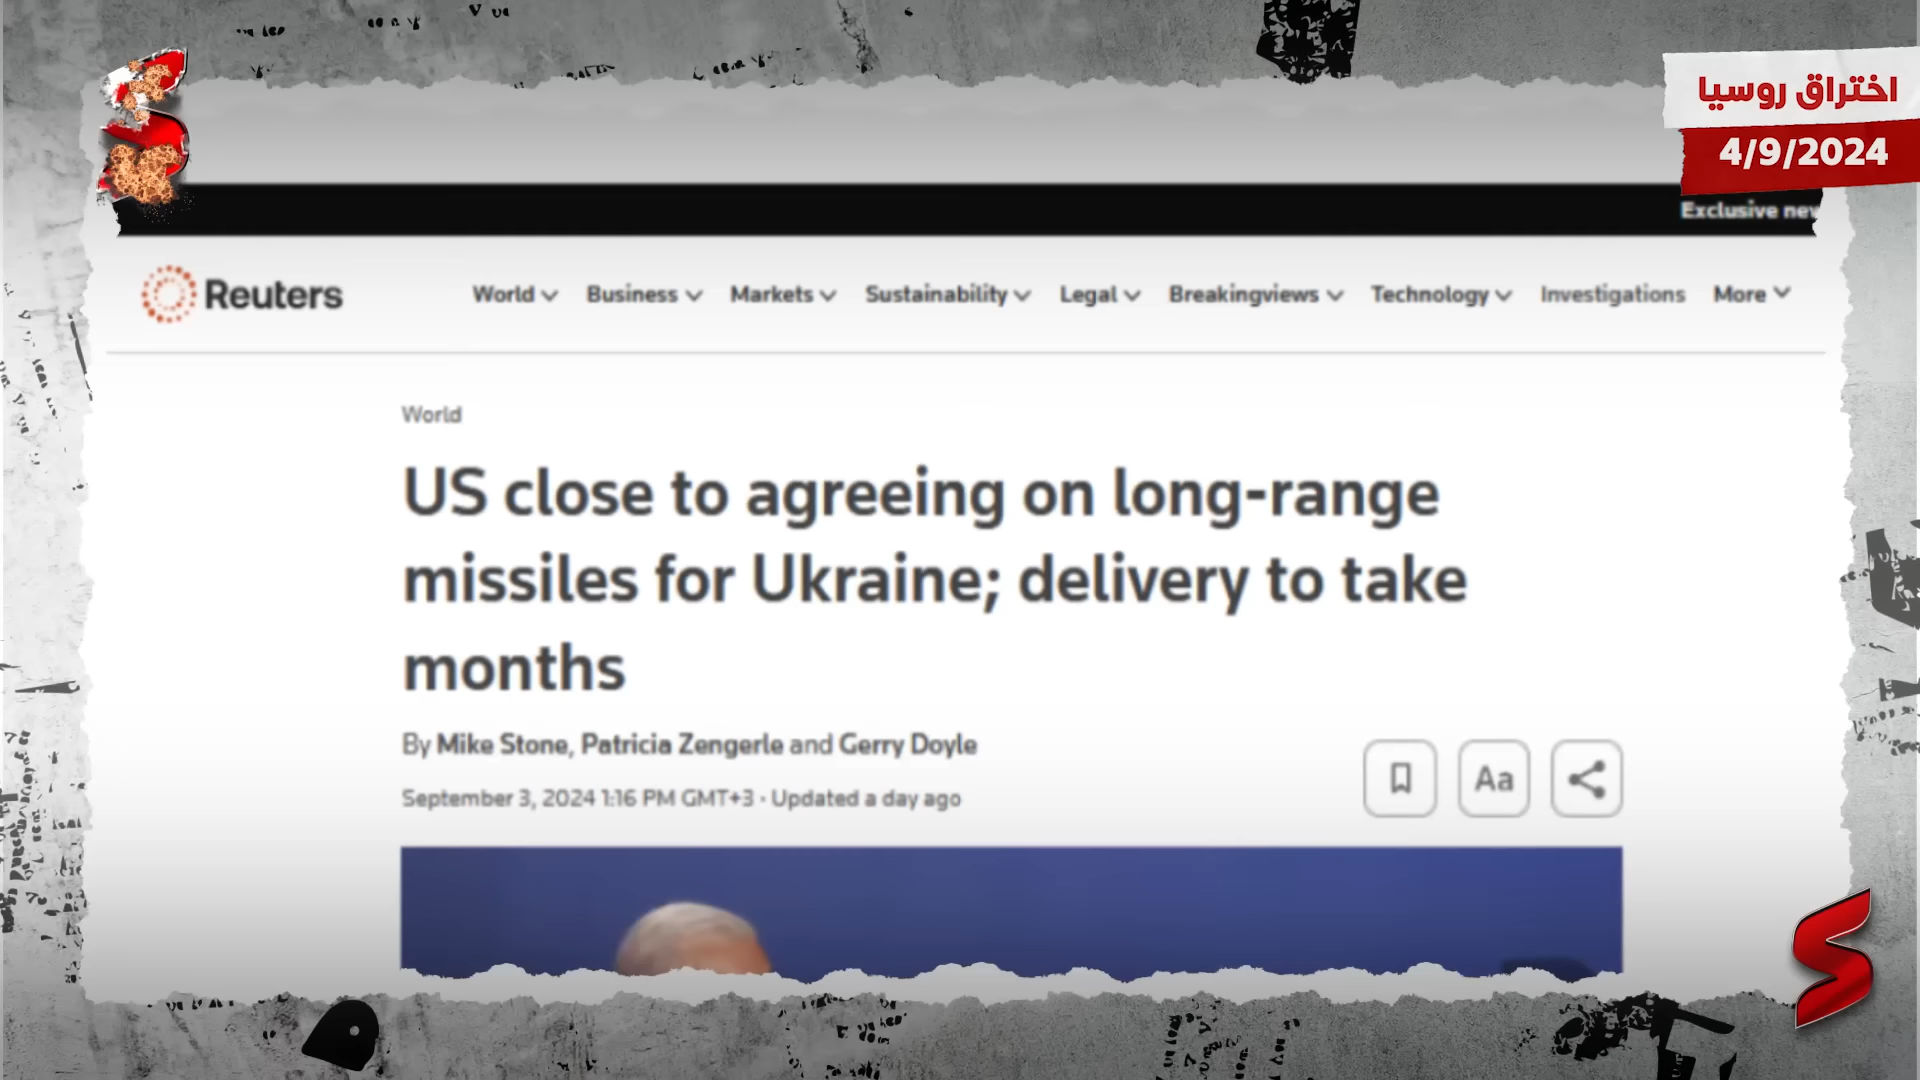 اختراق روسيا
4/9/2024
Exclusive new
Reuters
World Business Markets Sustainability Legal Breakingviews Technology Investigations More
World
US close to agreeing on long-range
missiles for Ukraine; delivery to take
months
By Mike Stone, Patricia Zengerle and Gerry Doyle
September 3, 2024 1:16 PM GMT+3 · Updated a day ago
Aa